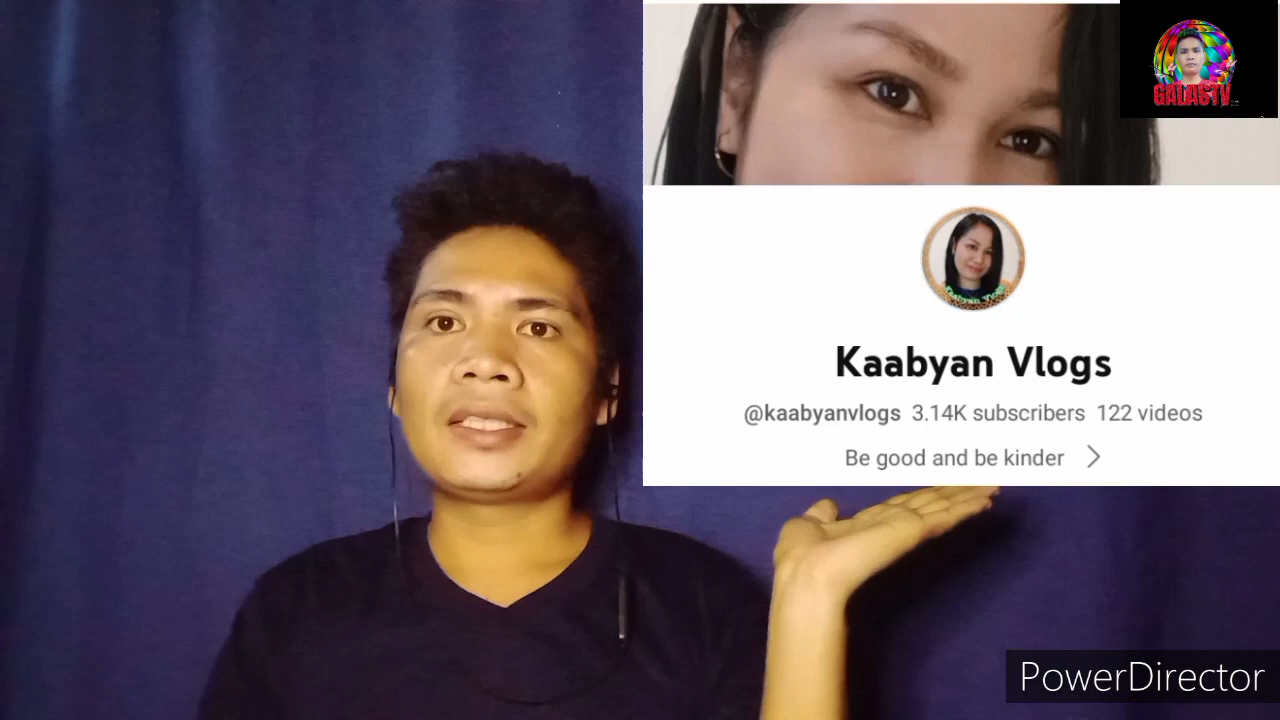 GALASTV
Kaabyan Vlogs
@kaabyanvlogs 3.14K subscribers 122 videos
Be good and be kinder
PowerDirector